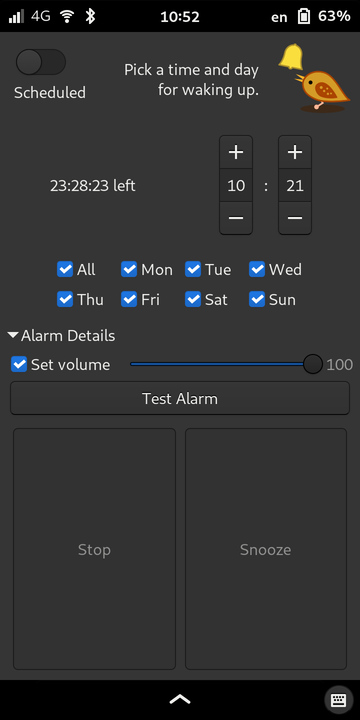 4G 10:52 en 63%
Pick a time and day
for waking up.
Scheduled
+ +
23:28:23 left 10 : 21
− −
All Mon Tue Wed
Thu Fri Sat Sun
Alarm Details
Set volume 100
Test Alarm
Stop Snooze